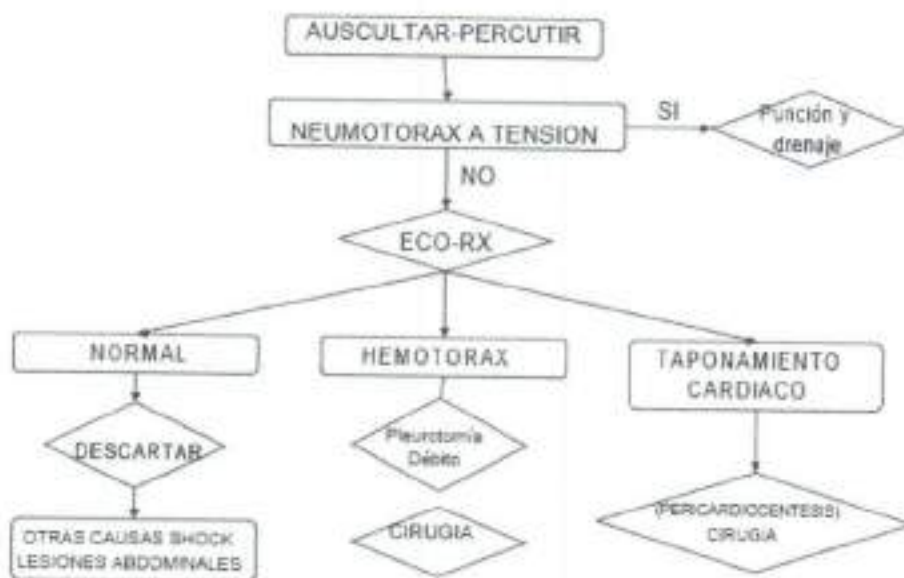 AUSCULTAR-PERCUTIR
NEUMOTORAX A TENSION
SI
Punción y
drenaje
NO
ECO-RX
NORMAL
HEMOTORAX
TAPONAMIENTO
CARDIACO
DESCARTAR
Pleurotomía
Débito
OTRAS CAUSAS SHOCK
LESIONES ABDOMINALES
CIRUGIA
(PERICARDIOCENTESIS)
CIRUGIA